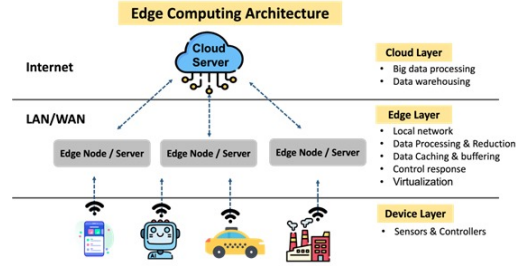 Edge Computing Architecture
Internet
Cloud
Server
Cloud Layer
• Big data processing
• Data warehousing
LAN/WAN
Edge Node / Server
Edge Node / Server
Edge Node / Server
Edge Layer
• Local network
• Data Processing & Reduction
• Data Caching & buffering
• Control response
• Virtualization
Device Layer
• Sensors & Controllers